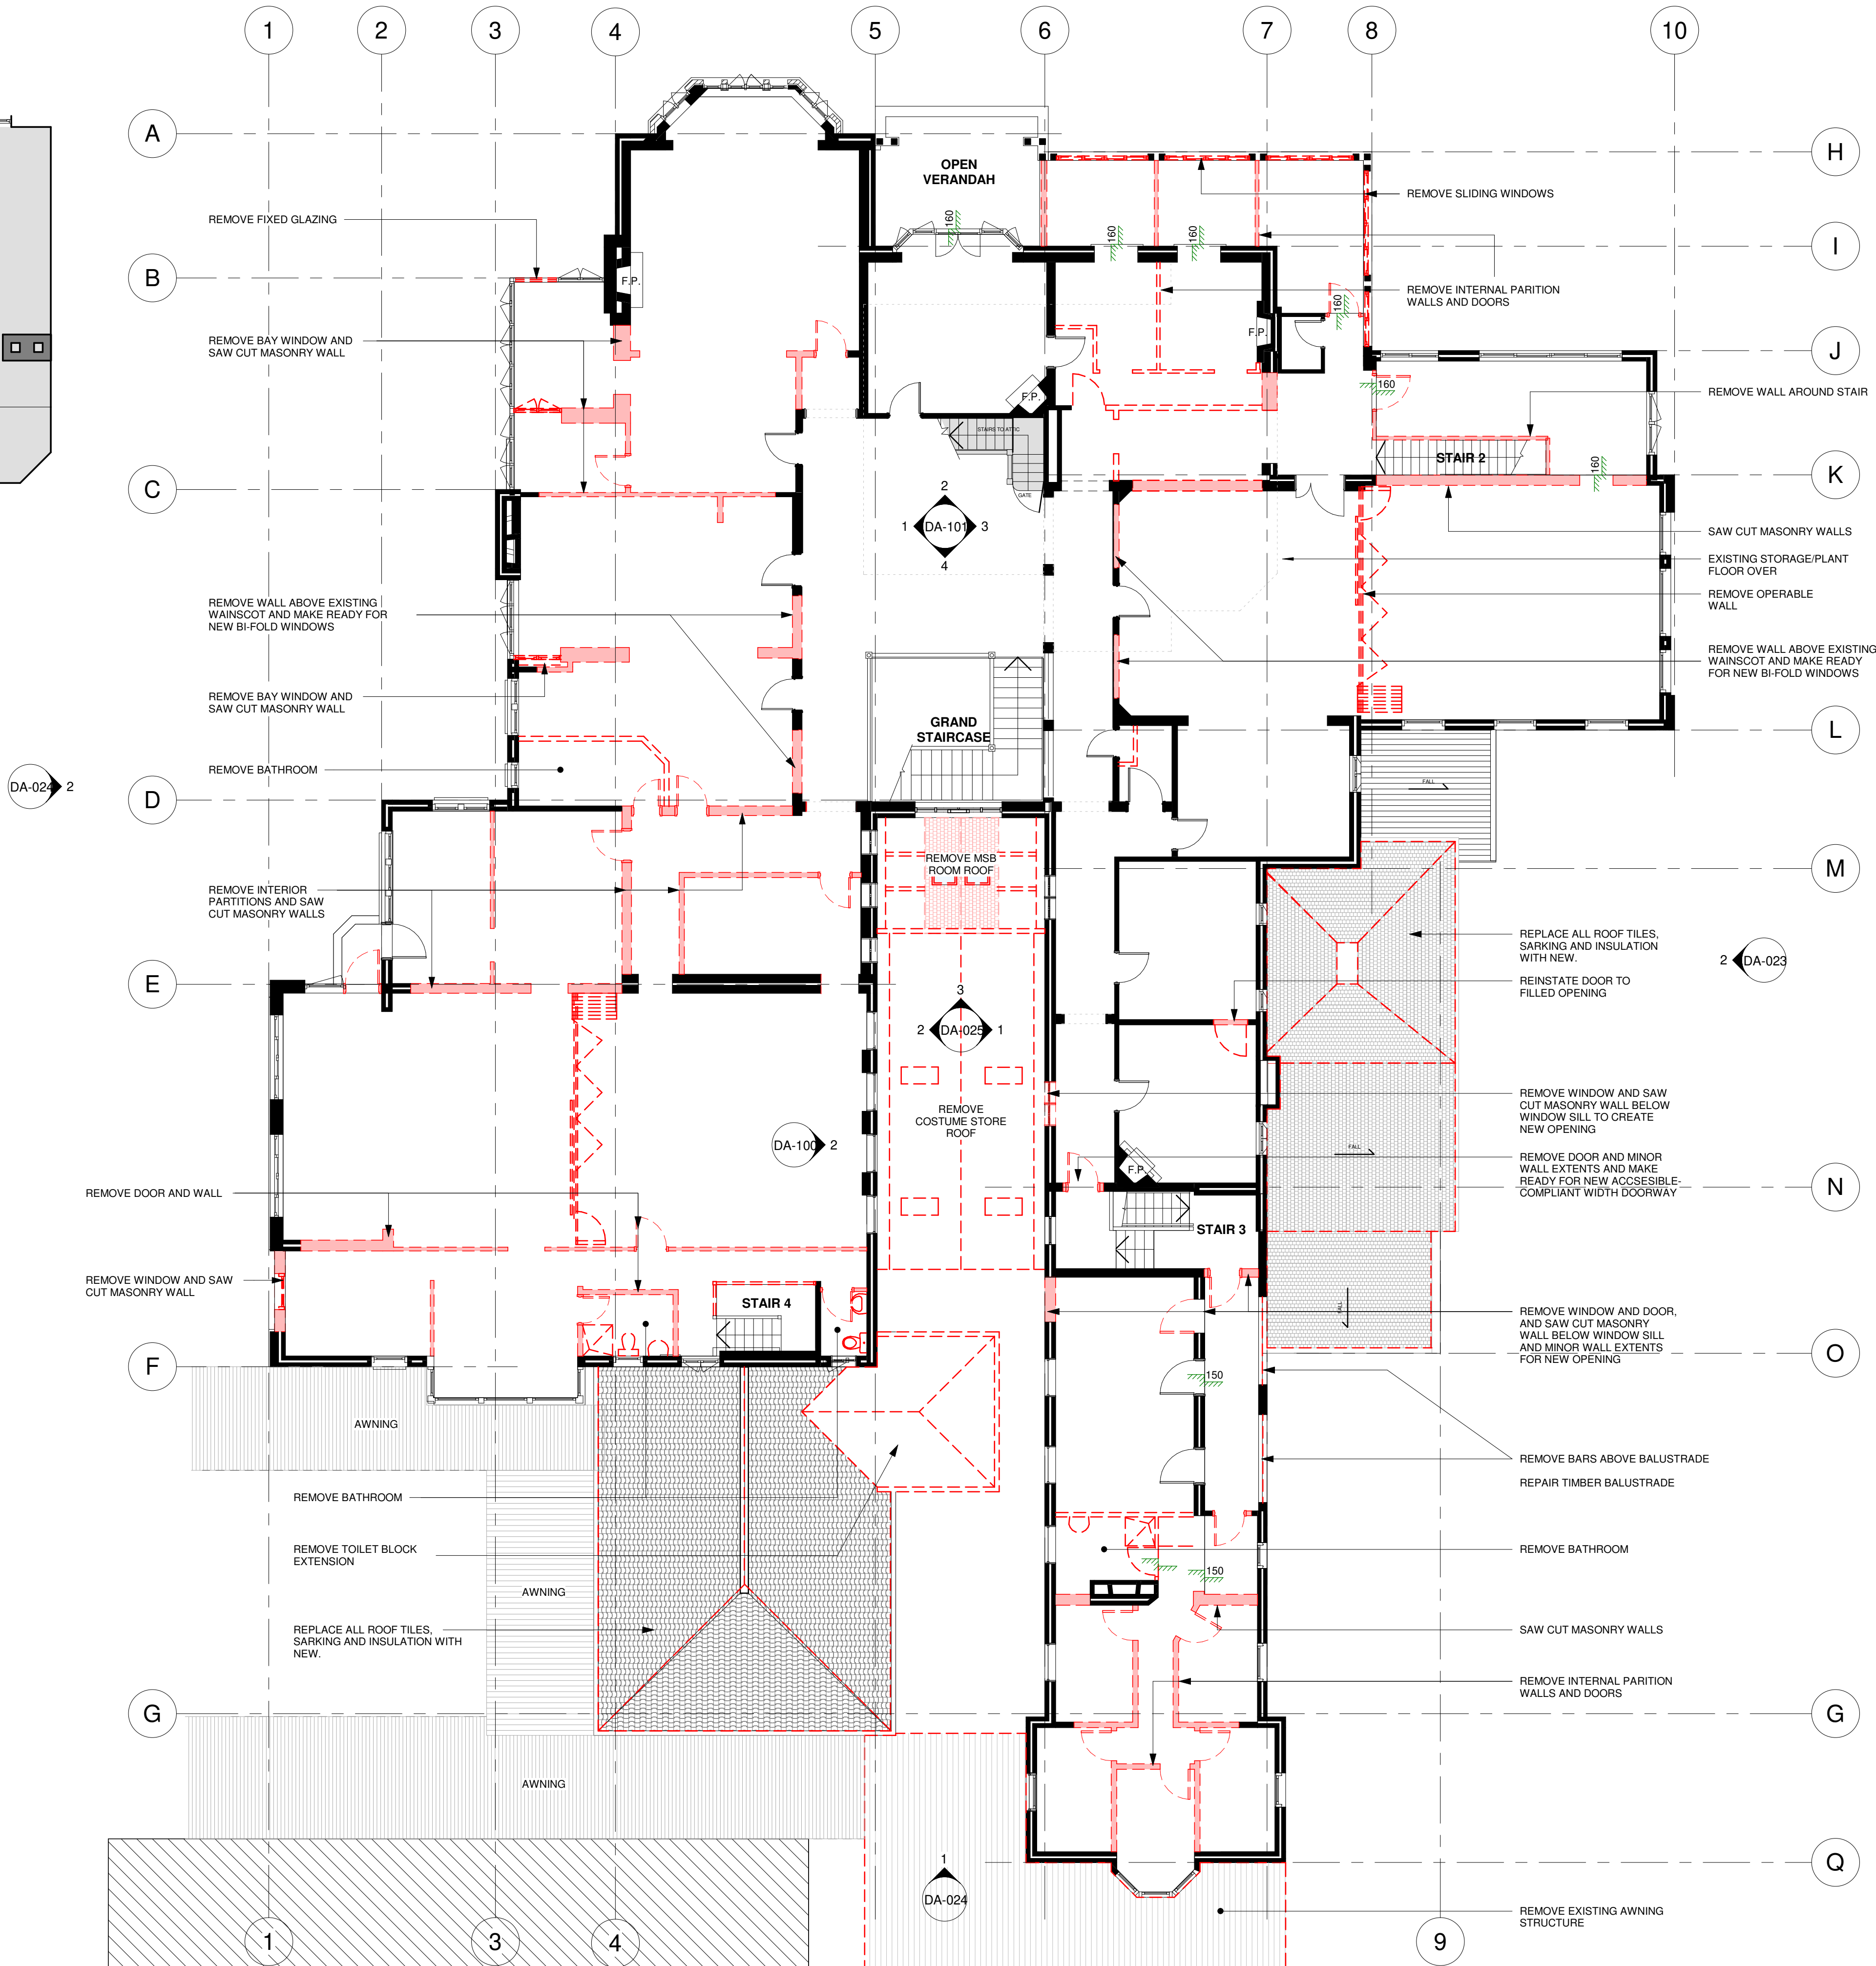 1
2
3
4
5
6
7
8
10
A
B
C
D
E
F
G
H
I
J
K
L
M
N
O
G
Q
1
3
4
9
REMOVE FIXED GLAZING
REMOVE BAY WINDOW AND
SAW CUT MASONRY WALL
REMOVE WALL ABOVE EXISTING
WAINSCOT AND MAKE READY FOR
NEW BI-FOLD WINDOWS
REMOVE BAY WINDOW AND
SAW CUT MASONRY WALL
REMOVE BATHROOM
DA-024
2
REMOVE INTERIOR
PARTITIONS AND SAW
CUT MASONRY WALLS
REMOVE DOOR AND WALL
REMOVE WINDOW AND SAW
CUT MASONRY WALL
AWNING
REMOVE BATHROOM
REMOVE TOILET BLOCK
EXTENSION
AWNING
REPLACE ALL ROOF TILES,
SARKING AND INSULATION WITH
NEW.
AWNING
OPEN
VERANDAH
160
160
160
160
160
160
F.P.
F.P.
F.P.
STAIRS TO ATTIC
GATE
2
1
DA-101
3
4
GRAND
STAIRCASE
STAIR 2
REMOVE MSB
ROOM ROOF
3
2
DA-025
1
REMOVE
COSTUME STORE
ROOF
DA-100
2
F.P.
STAIR 3
STAIR 4
150
150
FALL
FALL
FALL
1
DA-024
REMOVE SLIDING WINDOWS
REMOVE INTERNAL PARITION
WALLS AND DOORS
REMOVE WALL AROUND STAIR
SAW CUT MASONRY WALLS
EXISTING STORAGE/PLANT
FLOOR OVER
REMOVE OPERABLE
WALL
REMOVE WALL ABOVE EXISTING
WAINSCOT AND MAKE READY
FOR NEW BI-FOLD WINDOWS
REPLACE ALL ROOF TILES,
SARKING AND INSULATION
WITH NEW.
2
DA-023
REINSTATE DOOR TO
FILLED OPENING
REMOVE WINDOW AND SAW
CUT MASONRY WALL BELOW
WINDOW SILL TO CREATE
NEW OPENING
REMOVE DOOR AND MINOR
WALL EXTENTS AND MAKE
READY FOR NEW ACCSESIBLE-
COMPLIANT WIDTH DOORWAY
REMOVE WINDOW AND DOOR,
AND SAW CUT MASONRY
WALL BELOW WINDOW SILL
AND MINOR WALL EXTENTS
FOR NEW OPENING
REMOVE BARS ABOVE BALUSTRADE
REPAIR TIMBER BALUSTRADE
REMOVE BATHROOM
SAW CUT MASONRY WALLS
REMOVE INTERNAL PARITION
WALLS AND DOORS
REMOVE EXISTING AWNING
STRUCTURE